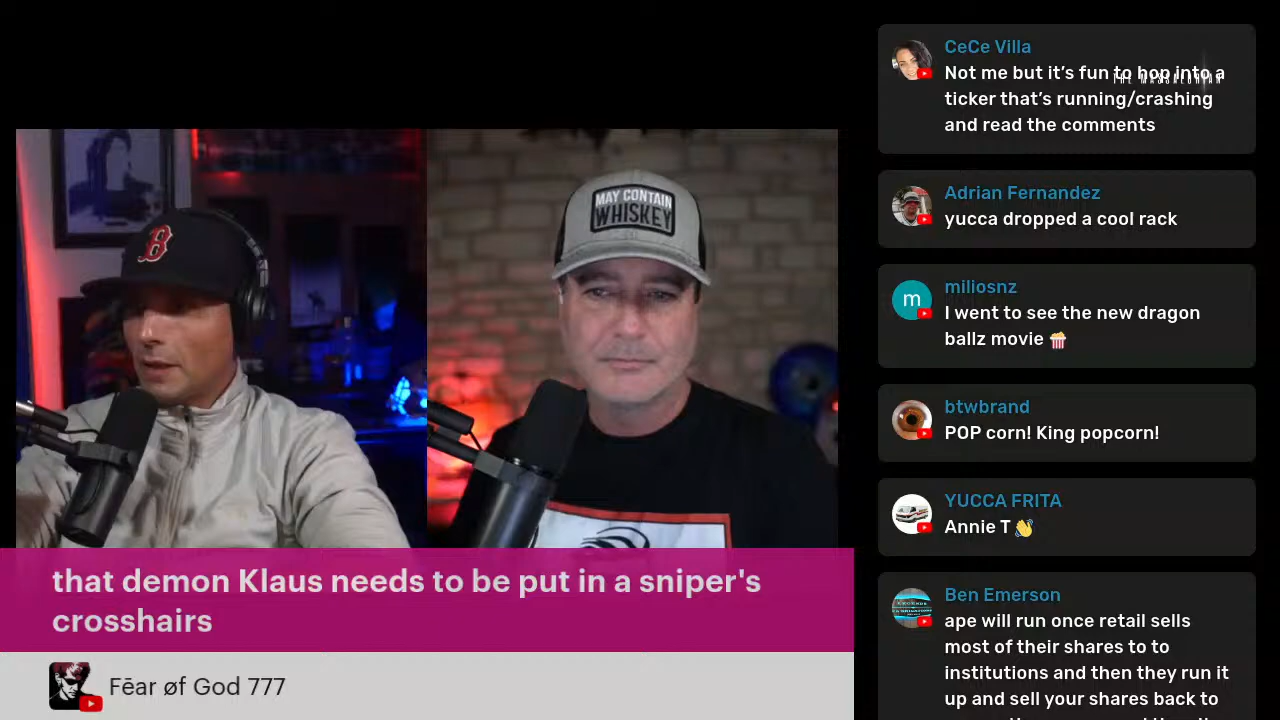 CeCe Villa
Not me but it’s fun to hop into a
ticker that’s running/crashing
and read the comments
Adrian Fernandez
yucca dropped a cool rack
miliosnz
m
I went to see the new dragon
ballz movie 🍿
btwbrand
POP corn! King popcorn!
YUCCA FRITA
Annie T 👋
Ben Emerson
ape will run once retail sells
most of their shares to to
institutions and then they run it
up and sell your shares back to
B
MAY CONTAIN
WHISKEY
that demon Klaus needs to be put in a sniper's
crosshairs
Fēar øf God 777